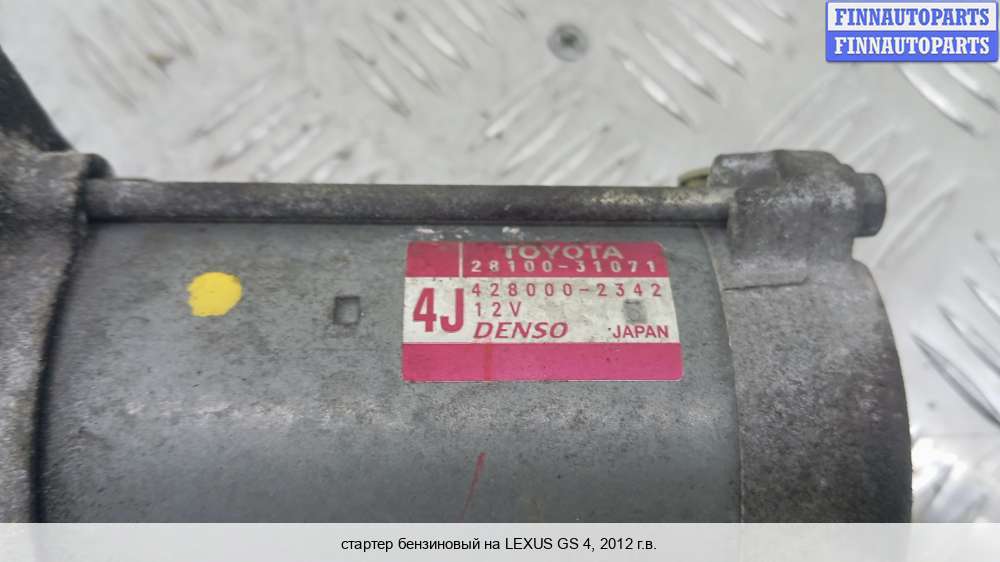 FINNAUTOPARTS
FINNAUTOPARTS
TOYOTA
28100-31071
4J
428000-2342
12V
DENSO JAPAN
стартер бензиновый на LEXUS GS 4, 2012 г.в.